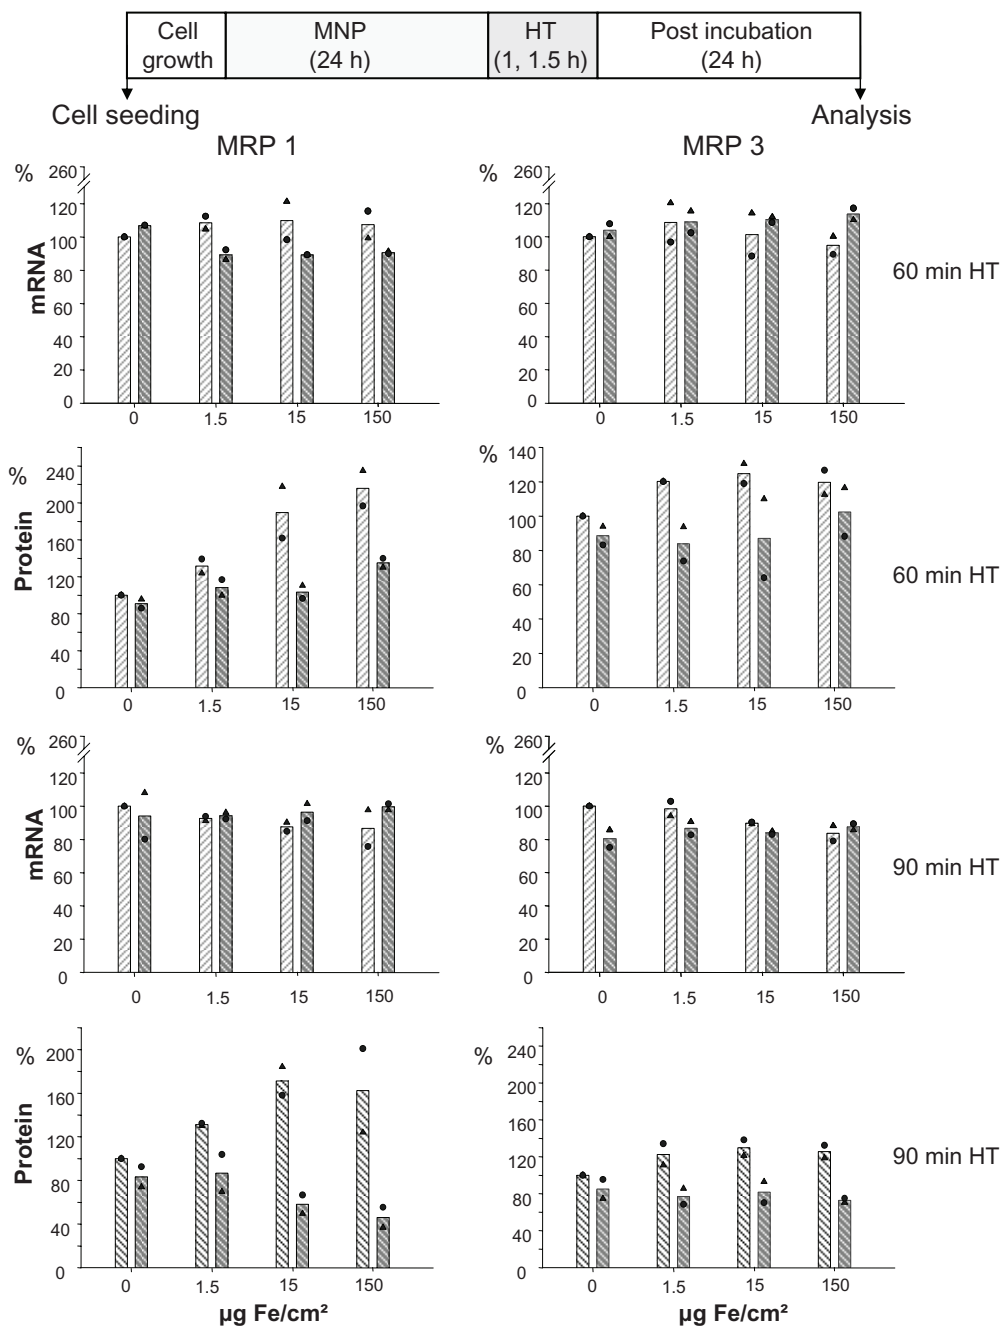 Cell growth
MNP (24 h)
HT (1, 1.5 h)
Post incubation (24 h)
Cell seeding
Analysis
MRP 1
MRP 3
%
260
120
100
80
60
40
20
0
mRNA
0 1.5 15 150
%
260
120
100
80
60
40
20
0
0 1.5 15 150
60 min HT
%
240
200
160
120
80
40
0
Protein
0 1.5 15 150
%
140
120
100
80
60
40
20
0
0 1.5 15 150
60 min HT
%
260
120
100
80
60
40
20
0
mRNA
0 1.5 15 150
%
260
120
100
80
60
40
20
0
0 1.5 15 150
90 min HT
%
200
160
120
80
40
0
Protein
0 1.5 15 150
µg Fe/cm²
%
240
200
160
120
80
40
0
0 1.5 15 150
µg Fe/cm²
90 min HT